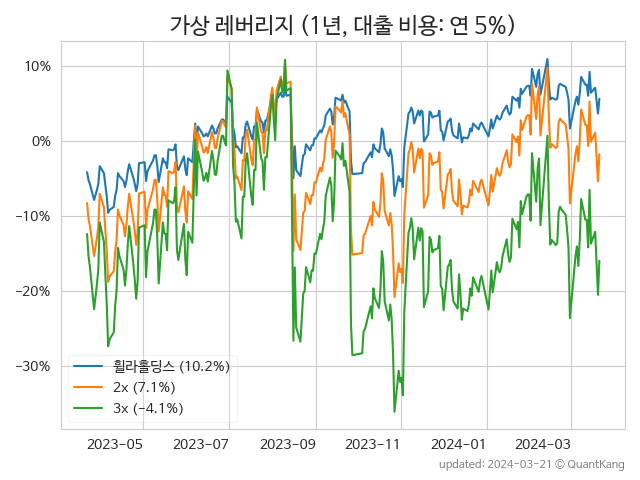 가상 레버리지 (1년, 대출 비용: 연 5%)
10%
0%
−10%
−20%
−30%
휠라홀딩스 (10.2%)
2x (7.1%)
3x (−4.1%)
2023-05
2023-07
2023-09
2023-11
2024-01
2024-03
updated: 2024-03-21 © QuantKang